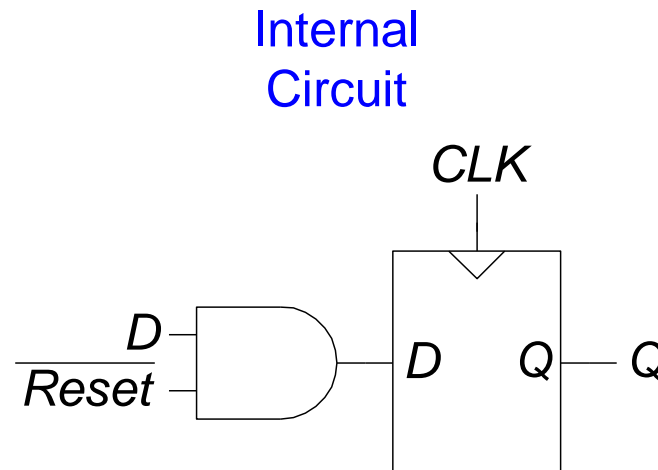 Internal
Circuit
CLK
D
Reset
D Q Q